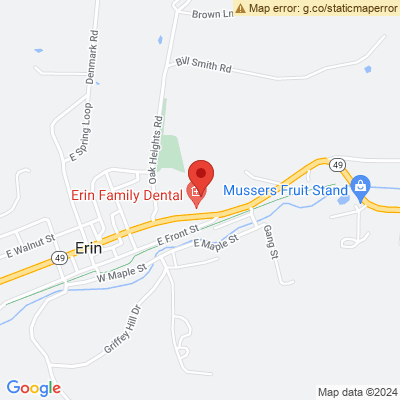 Brown Ln
Map error: g.co/staticmaperror
Denmark Rd
Bill Smith Rd
E Spring Loop
Oak Heights Rd
49
Erin Family Dental
Mussers Fruit Stand
E Walnut St
Erin
E Front St
E Maple St
Gang St
49
W Maple St
Griffey Hill Dr
Google
Map data ©2024